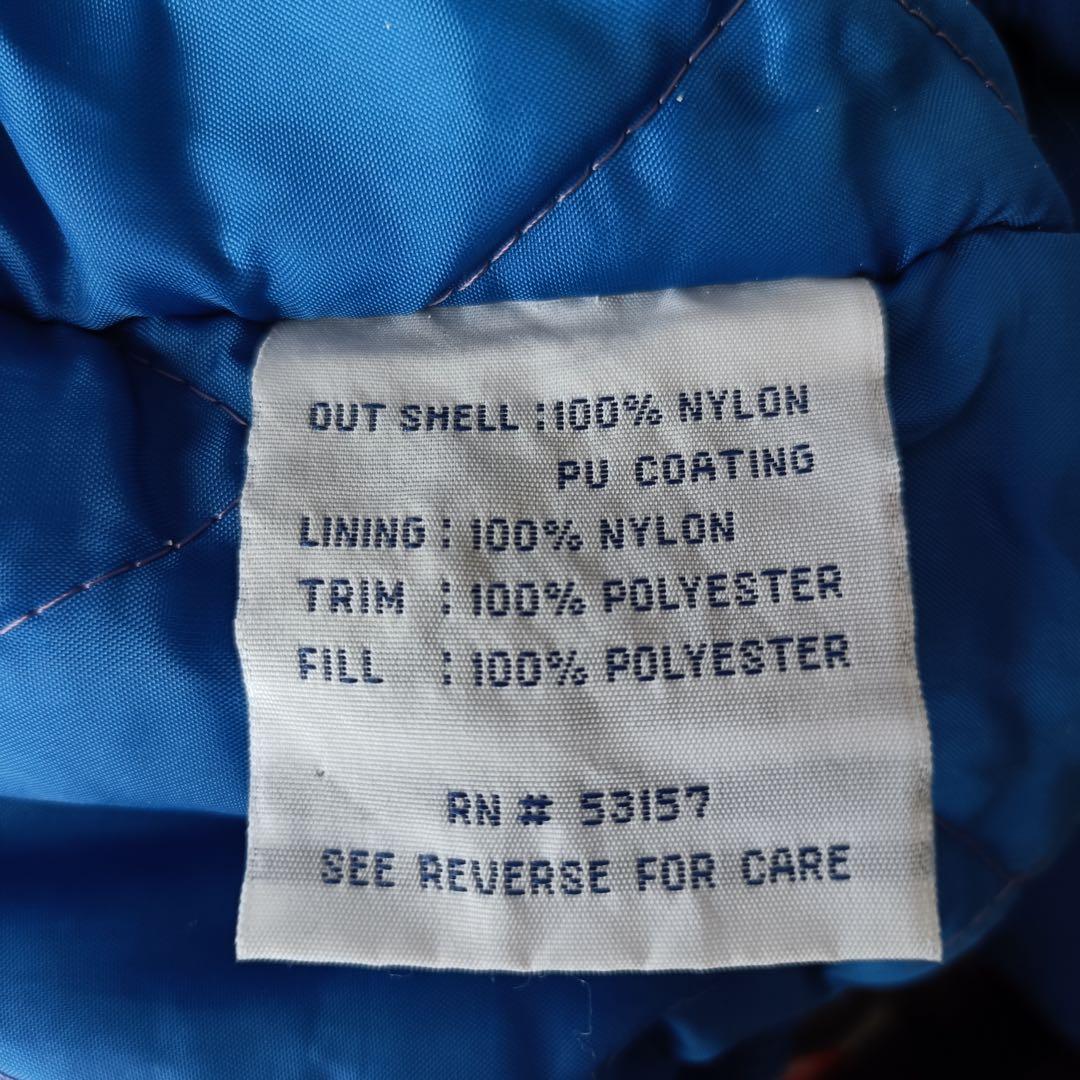 OUT SHELL :100% NYLON
PU COATING
LINING : 100% NYLON
TRIM : 100% POLYESTER
FILL : 100% POLYESTER
RN # 53157
SEE REVERSE FOR CARE